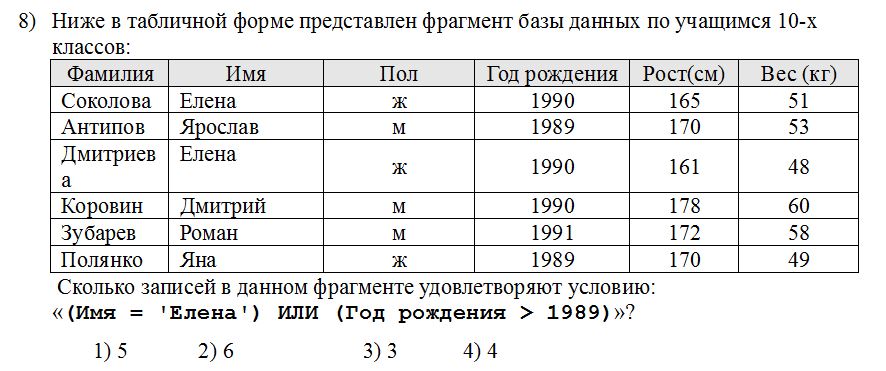 8) Ниже в табличной форме представлен фрагмент базы данных по учащимся 10-х
классов:
Фамилия Имя Пол Год рождения Рост(см) Вес (кг)
Соколова Елена ж 1990 165 51
Антипов Ярослав м 1989 170 53
Дмитриев
а Елена ж 1990 161 48
Коровин Дмитрий м 1990 178 60
Зубарев Роман м 1991 172 58
Полянко Яна ж 1989 170 49
Сколько записей в данном фрагменте удовлетворяют условию:
«(Имя = 'Елена') ИЛИ (Год рождения > 1989)»?
1) 5 2) 6 3) 3 4) 4